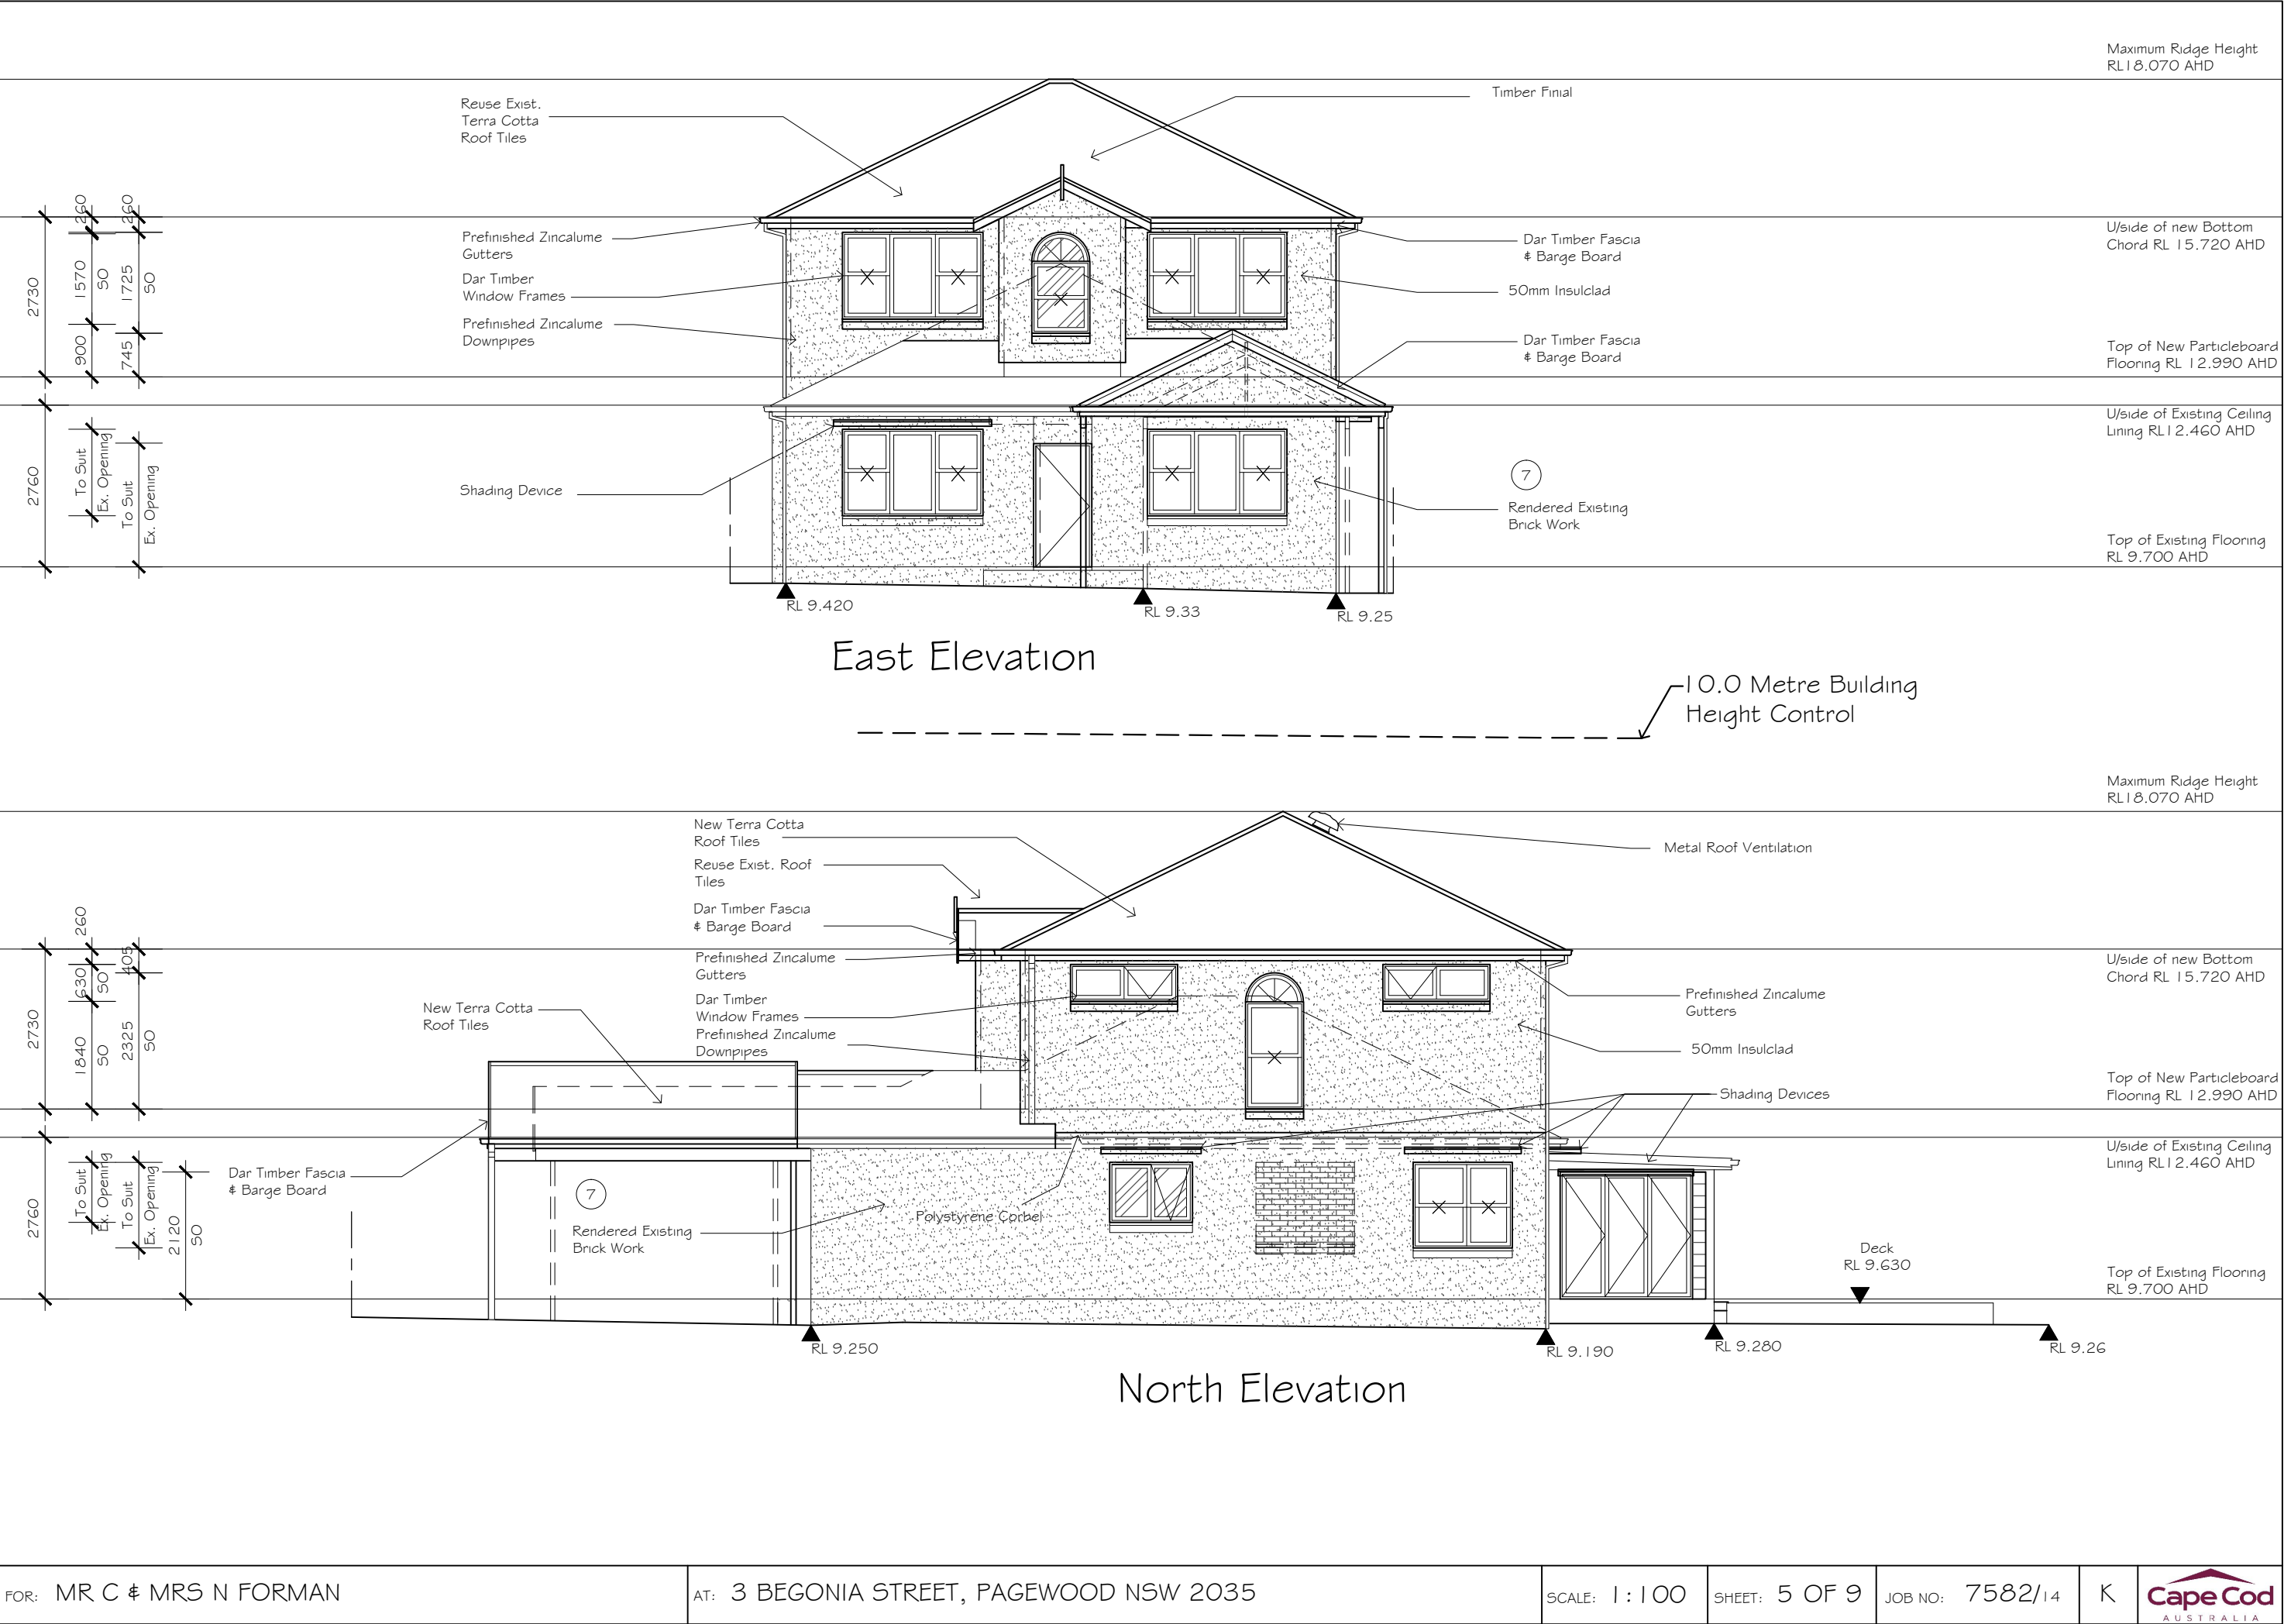 Maximum Ridge Height
RL18.070 AHD
Reuse Exist.
Terra Cotta
Roof Tiles
Timber Finial
260
260
2730
1570
SO
1725
SO
900
745
Prefinished Zincalume
Gutters
Dar Timber
Window Frames
Prefinished Zincalume
Downpipes
Dar Timber Fascia
& Barge Board
50mm Insulclad
Dar Timber Fascia
& Barge Board
U/side of new Bottom
Chord RL 15.720 AHD
Top of New Particleboard
Flooring RL 12.990 AHD
U/side of Existing Ceiling
Lining RL12.460 AHD
2760
To Suit
Ex. Opening
To Suit
Ex. Opening
Shading Device
7
Rendered Existing
Brick Work
Top of Existing Flooring
RL 9.700 AHD
RL 9.420
RL 9.33
RL 9.25
East Elevation
10.0 Metre Building
Height Control
Maximum Ridge Height
RL18.070 AHD
New Terra Cotta
Roof Tiles
Reuse Exist. Roof
Tiles
Dar Timber Fascia
& Barge Board
Prefinished Zincalume
Gutters
Dar Timber
Window Frames
Prefinished Zincalume
Downpipes
Metal Roof Ventilation
260
405
2730
630
SO
1840
SO
2325
SO
New Terra Cotta
Roof Tiles
Prefinished Zincalume
Gutters
50mm Insulclad
Shading Devices
U/side of new Bottom
Chord RL 15.720 AHD
Top of New Particleboard
Flooring RL 12.990 AHD
U/side of Existing Ceiling
Lining RL12.460 AHD
2760
To Suit
Ex. Opening
To Suit
Ex. Opening
2120
SO
Dar Timber Fascia
& Barge Board
7
Rendered Existing
Brick Work
Polystyrene Corbel
Deck
RL 9.630
Top of Existing Flooring
RL 9.700 AHD
RL 9.250
RL 9.190
RL 9.280
RL 9.26
North Elevation
FOR: MR C & MRS N FORMAN
AT: 3 BEGONIA STREET, PAGEWOOD NSW 2035
SCALE: 1:100
SHEET: 5 OF 9
JOB NO: 7582/14
K
Cape Cod
AUSTRALIA